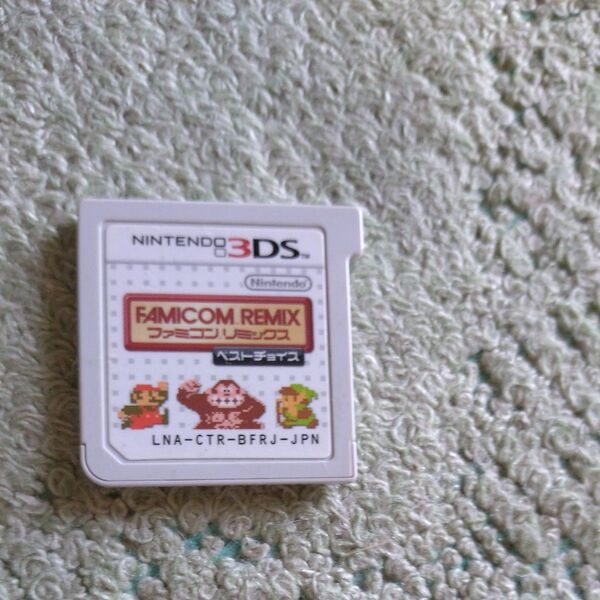 NINTENDO 3DS™
Nintendo
FAMICOM REMIX
ファミコンリミックス
ベストチョイス
LNA-CTR-BFRJ-JPN